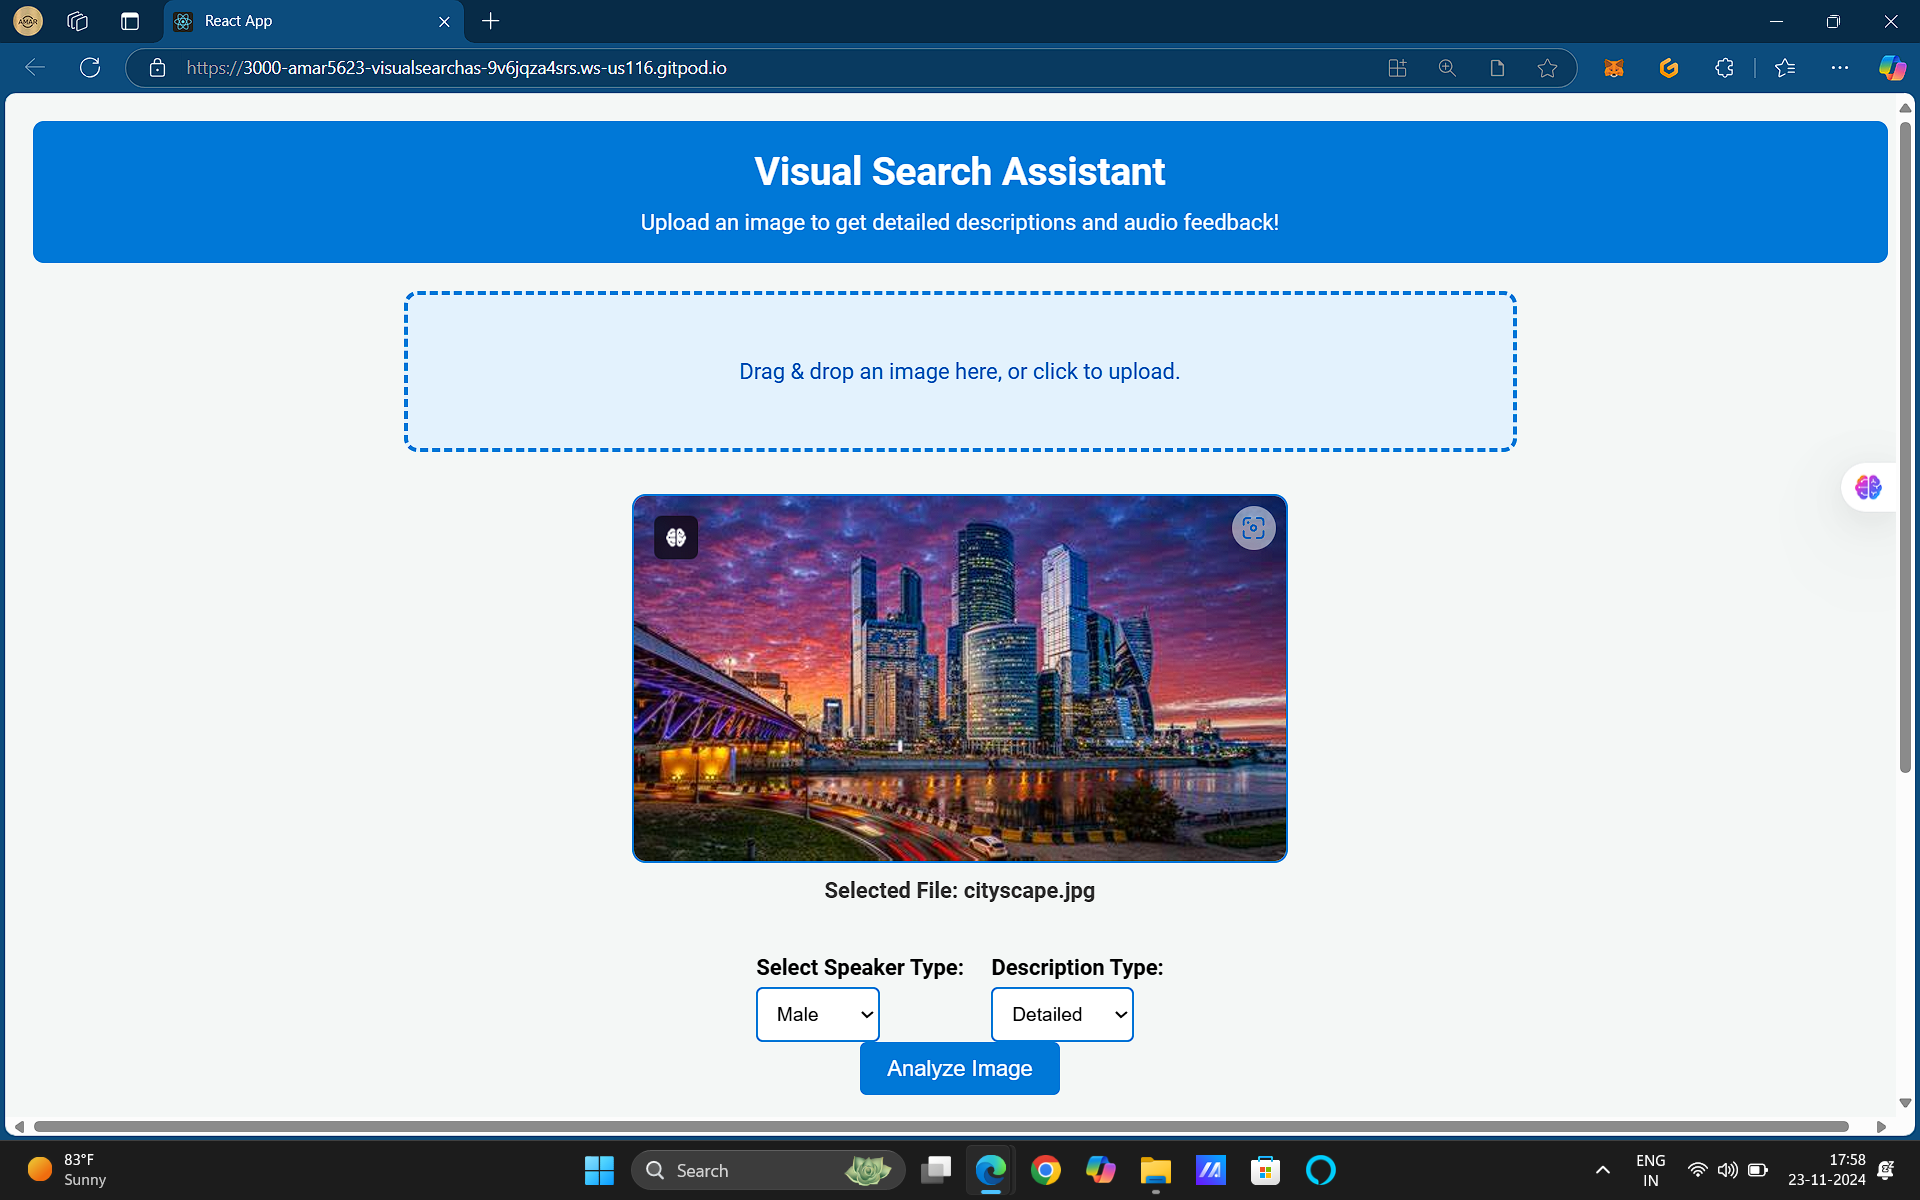 AMAR
React App
https://3000-amar5623-visualsearchas-9v6jqza4srs.ws-us116.gitpod.io
Visual Search Assistant
Upload an image to get detailed descriptions and audio feedback!
Drag & drop an image here, or click to upload.
Selected File: cityscape.jpg
Select Speaker Type: Description Type:
Male Detailed
Analyze Image
83°F
Sunny
Search
ENG
IN
17:58
23-11-2024